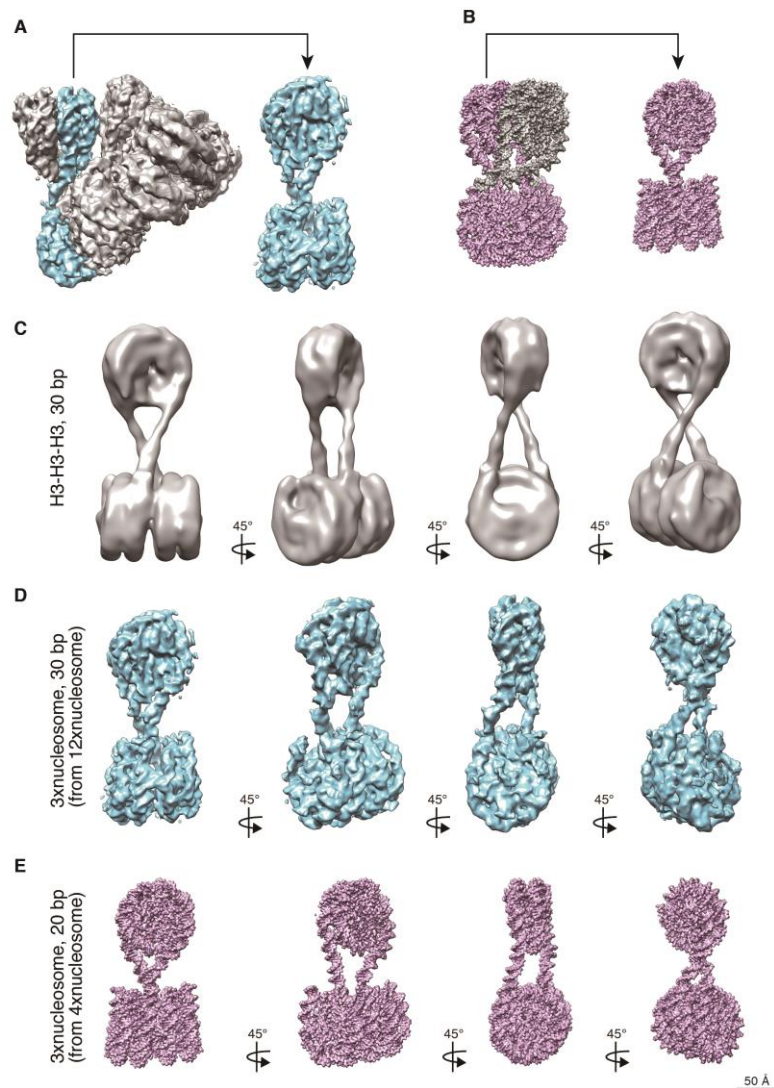 A
B
C
H3-H3-H3, 30 bp
45°
45°
45°
D
3xnucleosome, 30 bp
(from 12xnucleosome)
45°
45°
45°
E
3xnucleosome, 20 bp
(from 4xnucleosome)
45°
45°
45°
50 Å